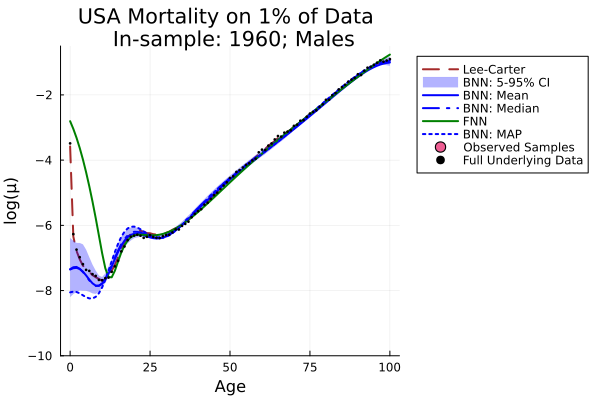 USA Mortality on 1% of Data
In-sample: 1960; Males
log(μ)
−2
−4
−6
−8
−10
0
25
50
75
100
Age
Lee-Carter
BNN: 5-95% CI
BNN: Mean
BNN: Median
FNN
BNN: MAP
Observed Samples
Full Underlying Data